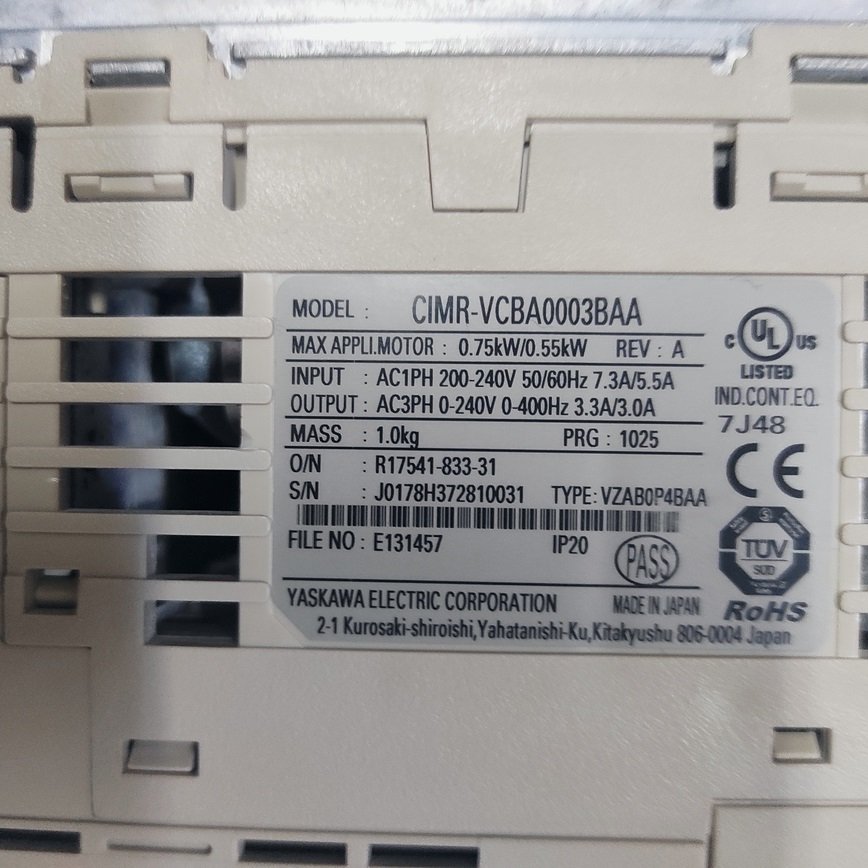 MODEL : CIMR-VCBA0003BAA
MAX APPLI.MOTOR : 0.75kW/0.55kW REV : A
INPUT : AC1PH 200-240V 50/60Hz 7.3A/5.5A
OUTPUT : AC3PH 0-240V 0-400Hz 3.3A/3.0A
MASS : 1.0kg PRG : 1025
O/N : R17541-833-31
S/N : J0178H372810031 TYPE : VZAB0P4BAA
FILE NO : E131457 IP20
PASS
YASKAWA ELECTRIC CORPORATION MADE IN JAPAN
2-1 Kurosaki-shiroishi,Yahatanishi-Ku,Kitakyushu 806-0004 Japan
C UL US
LISTED
IND.CONT.EQ.
7J48
CE
TÜV
SÜD
RoHS